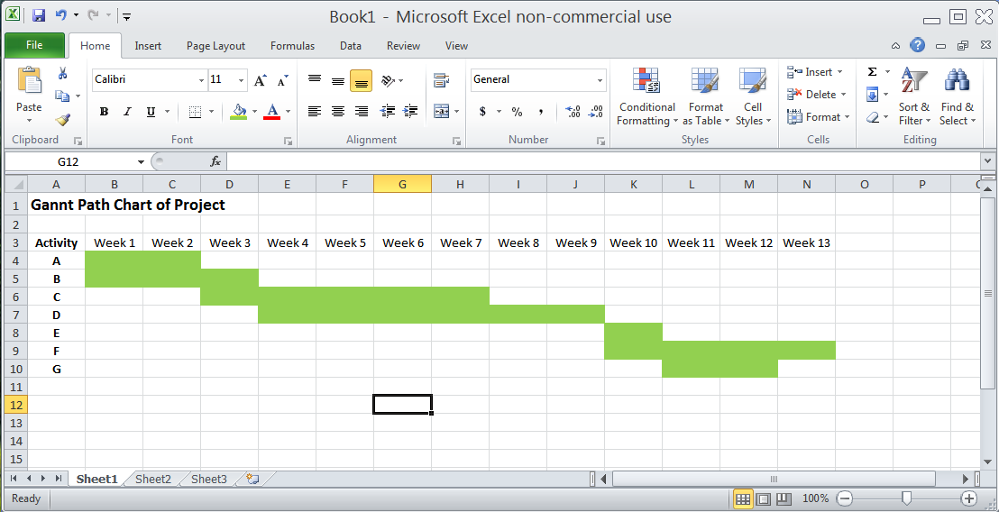 Book1 - Microsoft Excel non-commercial use
File Home Insert Page Layout Formulas Data Review View
Paste
Calibri 11
B I U
General
$ % ,
Conditional Formatting
Format as Table
Cell Styles
Insert
Delete
Format
Σ
Sort & Filter
Find & Select
Clipboard Font Alignment Number Styles Cells Editing
G12 fx
A B C D E F G H I J K L M N O P
1 Gannt Path Chart of Project
2
3 Activity Week 1 Week 2 Week 3 Week 4 Week 5 Week 6 Week 7 Week 8 Week 9 Week 10 Week 11 Week 12 Week 13
4 A
5 B
6 C
7 D
8 E
9 F
10 G
11
12
13
14
15
Sheet1 Sheet2 Sheet3
Ready 100%